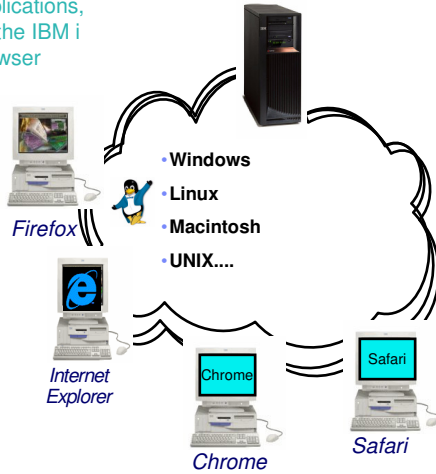 plications,
the IBM i
wser
•Windows
•Linux
•Macintosh
•UNIX....
Firefox
Internet
Explorer
Chrome
Chrome
Safari
Safari